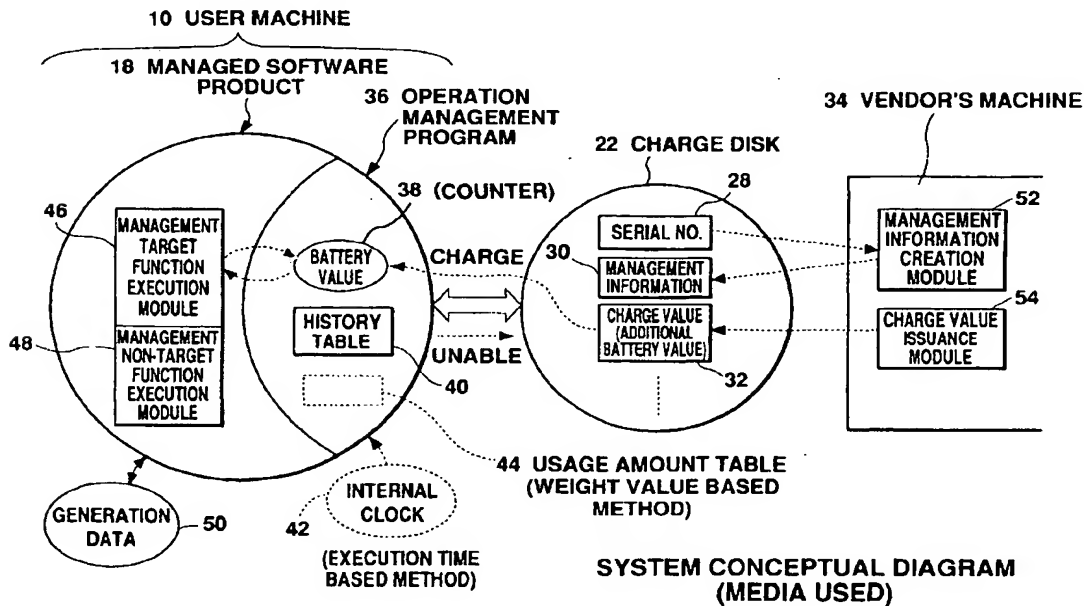 10 USER MACHINE
18 MANAGED SOFTWARE
PRODUCT
36 OPERATION
MANAGEMENT
PROGRAM
34 VENDOR'S MACHINE
22 CHARGE DISK
38 (COUNTER)
28
52
46
MANAGEMENT
TARGET
FUNCTION
EXECUTION
MODULE
BATTERY
VALUE
CHARGE
SERIAL NO.
30
MANAGEMENT
INFORMATION
MANAGEMENT
INFORMATION
CREATION
MODULE
54
48
MANAGEMENT
NON-TARGET
FUNCTION
EXECUTION
MODULE
HISTORY
TABLE
UNABLE
CHARGE VALUE
(ADDITIONAL
BATTERY VALUE)
CHARGE VALUE
ISSUANCE
MODULE
40
32
44 USAGE AMOUNT TABLE
(WEIGHT VALUE BASED
METHOD)
GENERATION
DATA
50
42
INTERNAL
CLOCK
(EXECUTION TIME
BASED METHOD)
SYSTEM CONCEPTUAL DIAGRAM
(MEDIA USED)